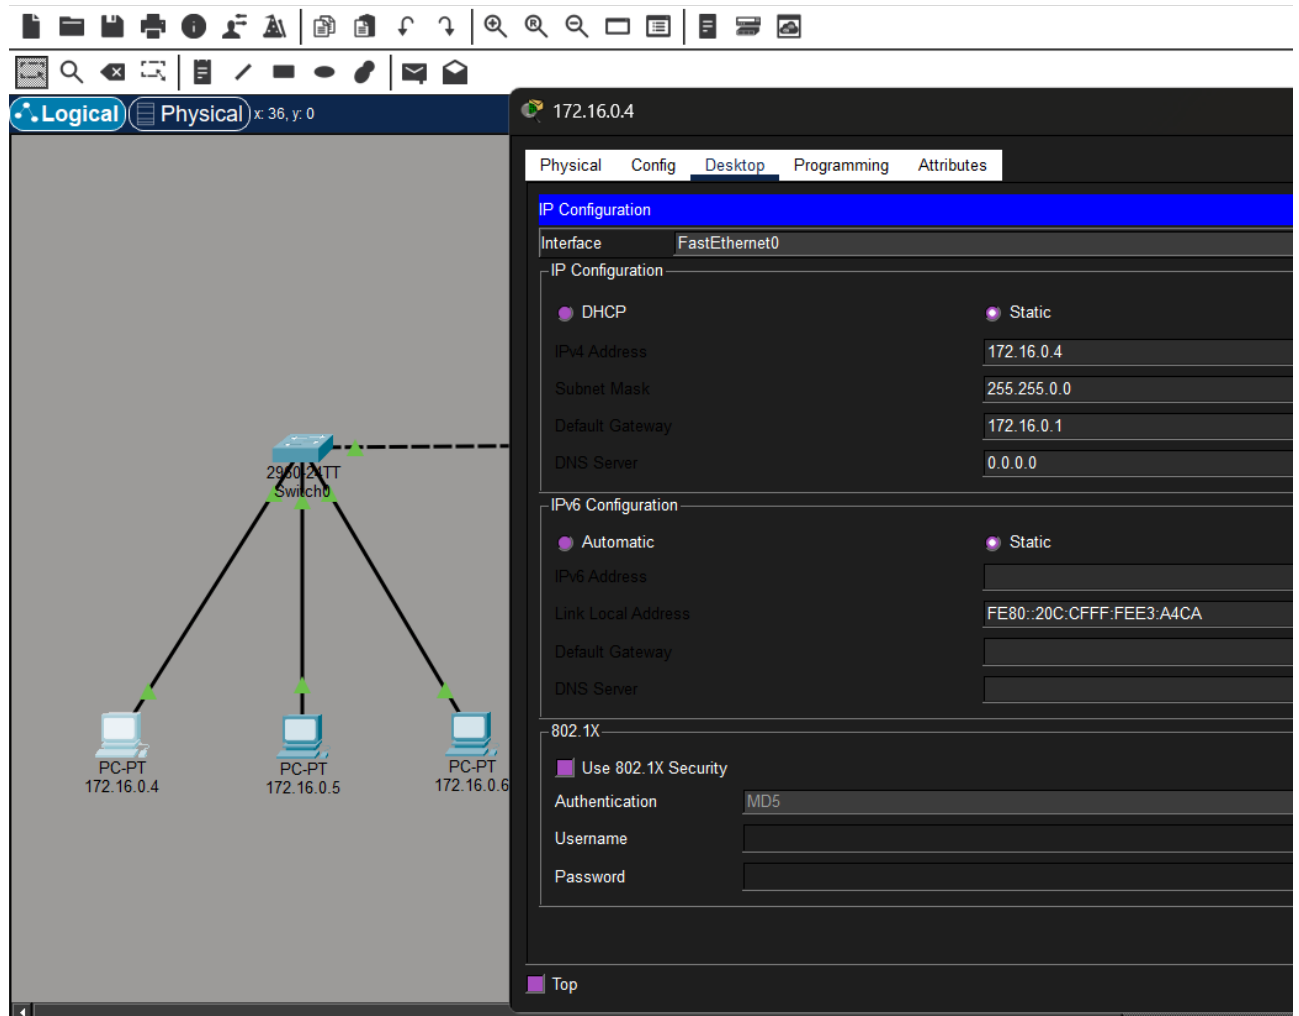 Logical Physical x: 36, y: 0
172.16.0.4
Physical Config Desktop Programming Attributes
IP Configuration
Interface FastEthernet0
IP Configuration
DHCP Static
IPv4 Address 172.16.0.4
Subnet Mask 255.255.0.0
Default Gateway 172.16.0.1
DNS Server 0.0.0.0
IPv6 Configuration
Automatic Static
IPv6 Address
Link Local Address FE80::20C:CFFF:FEE3:A4CA
Default Gateway
DNS Server
802.1X
Use 802.1X Security
Authentication MD5
Username
Password
Top
2960-24TT
Switch0
PC-PT
172.16.0.4
PC-PT
172.16.0.5
PC-PT
172.16.0.6